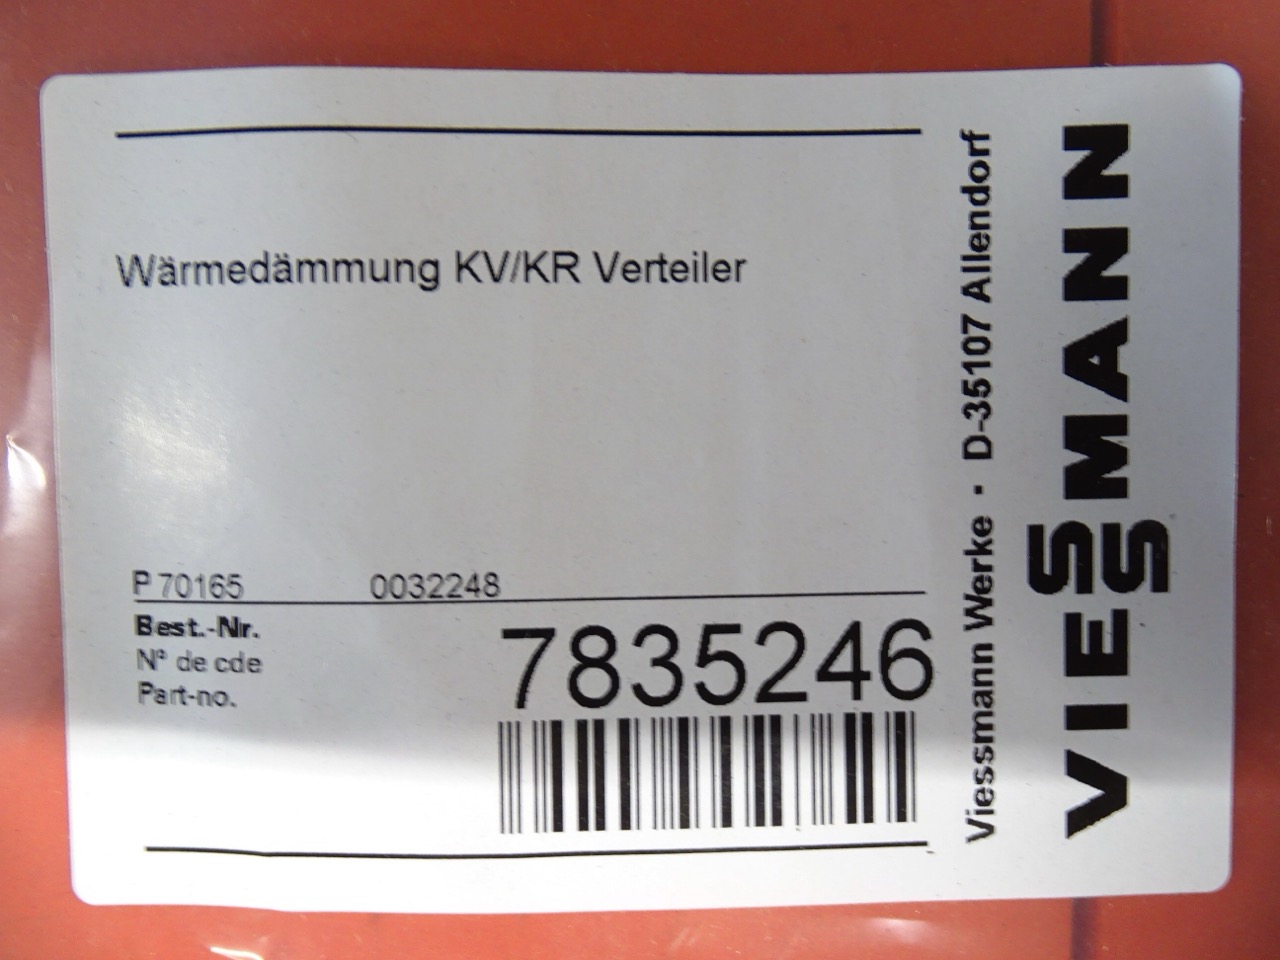 Wärmedämmung KV/KR Verteiler
P 70165 0032248
Best.-Nr.
N° de cde
Part-no.
7835246
Viessmann Werke · D-35107 Allendorf
VIESSMANN